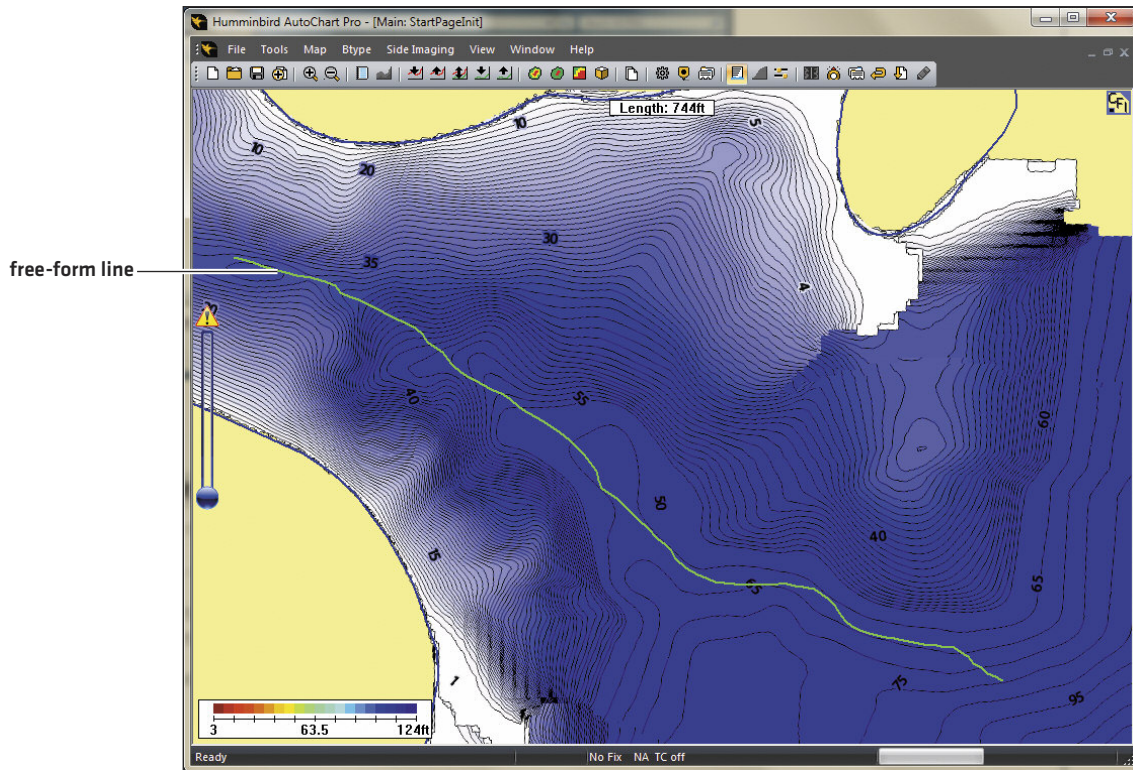 Humminbird AutoChart Pro - [Main: StartPageInit]
File Tools Map Btype Side Imaging View Window Help
Length: 744ft
CFI
10
5
10
20
30
35
4
free-form line
40
55
60
50
40
15
65
65
1
75
95
3 63.5 124ft
Ready No Fix NA TC off